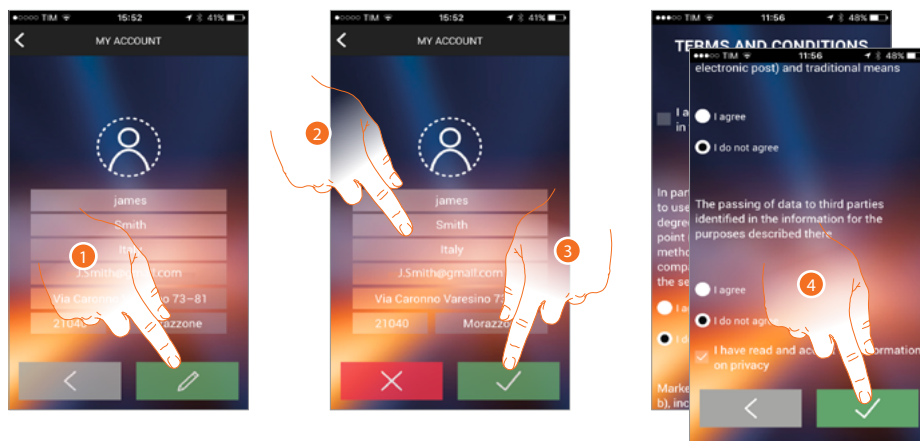 ●○○○○ TIM 15:52 41%
MY ACCOUNT
james
Smith
Italy
J.Smith@gmail.com
Via Caronno 73-81
21040
1
●○○○○ TIM 15:52 41%
MY ACCOUNT
2
james
Smith
Italy
J.Smith@gmail.com
Via Caronno Varesino 73
21040
3
●●●○○ TIM 11:56 48%
TERMS AND CONDITIONS
in
In par
to use
degre
point
metho
compa
the se
Marke
b), inc
●●●○○ TIM 11:56 48%
electronic post) and traditional means
I agree
I do not agree
The passing of data to third parties
identified in the information for the
purposes described there
I agree
I do not agree
I have read and
on privacy
4